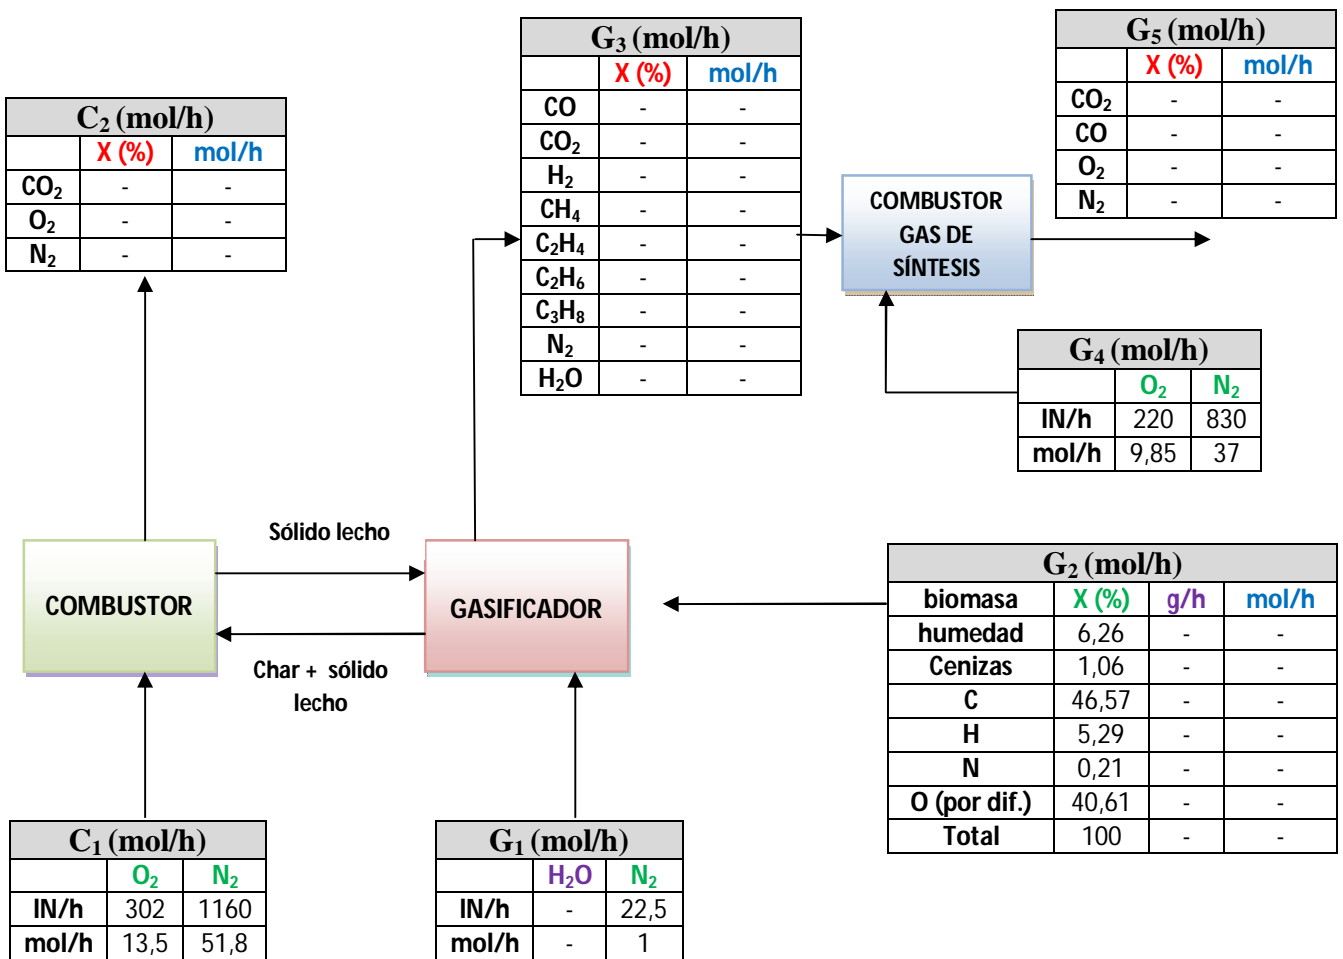 G₃ (mol/h)
X (%) mol/h
CO - -
CO₂ - -
H₂ - -
CH₄ - -
C₂H₄ - -
C₂H₆ - -
C₃H₈ - -
N₂ - -
H₂O - -
G₅ (mol/h)
X (%) mol/h
CO₂ - -
CO - -
O₂ - -
N₂ - -
C₂ (mol/h)
X (%) mol/h
CO₂ - -
O₂ - -
N₂ - -
COMBUSTOR
GAS DE
SÍNTESIS
G₄ (mol/h)
O₂ N₂
lN/h 220 830
mol/h 9,85 37
Sólido lecho
COMBUSTOR
GASIFICADOR
Char + sólido
lecho
G₂ (mol/h)
biomasa X (%) g/h mol/h
humedad 6,26 - -
Cenizas 1,06 - -
C 46,57 - -
H 5,29 - -
N 0,21 - -
O (por dif.) 40,61 - -
Total 100 - -
C₁ (mol/h)
O₂ N₂
lN/h 302 1160
mol/h 13,5 51,8
G₁ (mol/h)
H₂O N₂
lN/h - 22,5
mol/h - 1